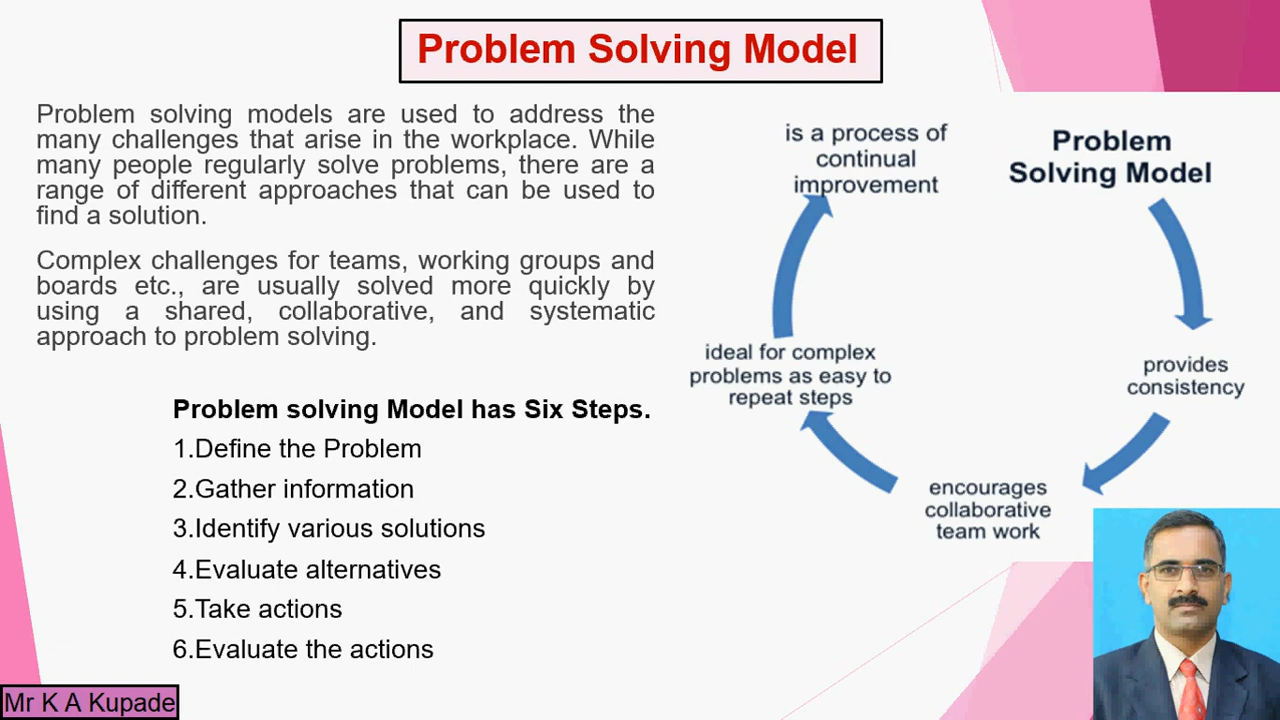 Problem Solving Model
Problem solving models are used to address the
many challenges that arise in the workplace. While
many people regularly solve problems, there are a
range of different approaches that can be used to
find a solution.
Complex challenges for teams, working groups and
boards etc., are usually solved more quickly by
using a shared, collaborative, and systematic
approach to problem solving.
Problem solving Model has Six Steps.
1.Define the Problem
2.Gather information
3.Identify various solutions
4.Evaluate alternatives
5.Take actions
6.Evaluate the actions
Problem
Solving Model
provides
consistency
encourages
collaborative
team work
ideal for complex
problems as easy to
repeat steps
is a process of
continual
improvement
Mr K A Kupade